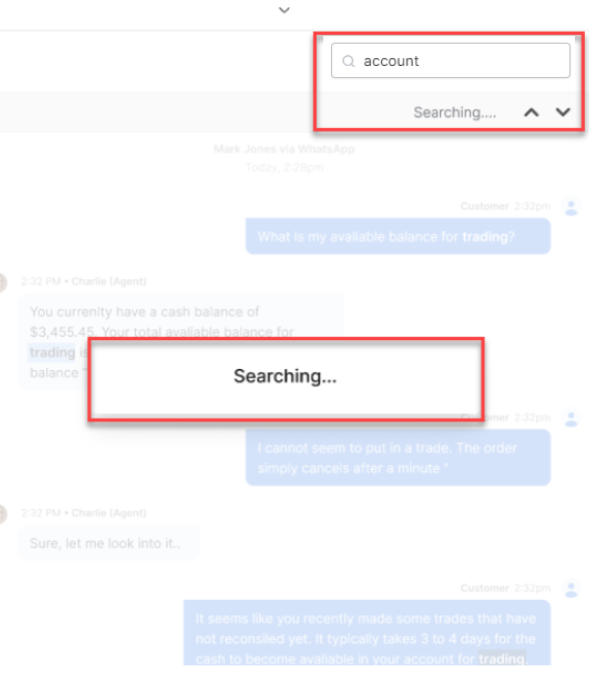 account
Searching....
Mark Jones via WhatsApp
Today, 2:28pm
Customer 2:32pm
What is my available balance for trading?
2:32 PM • Charlie (Agent)
You currenlty have a cash balance of
$3,455.45. Your total available balance for
trading is
balance "
Searching...
Customer 2:32pm
I cannot seem to put in a trade. The order
simply cancels after a minute "
2:32 PM • Charlie (Agent)
Sure, let me look into it..
Customer 2:32pm
It seems like you recently made some trades that have
not reconsiled yet. It typically takes 3 to 4 days for the
cash to become available in your account for trading.